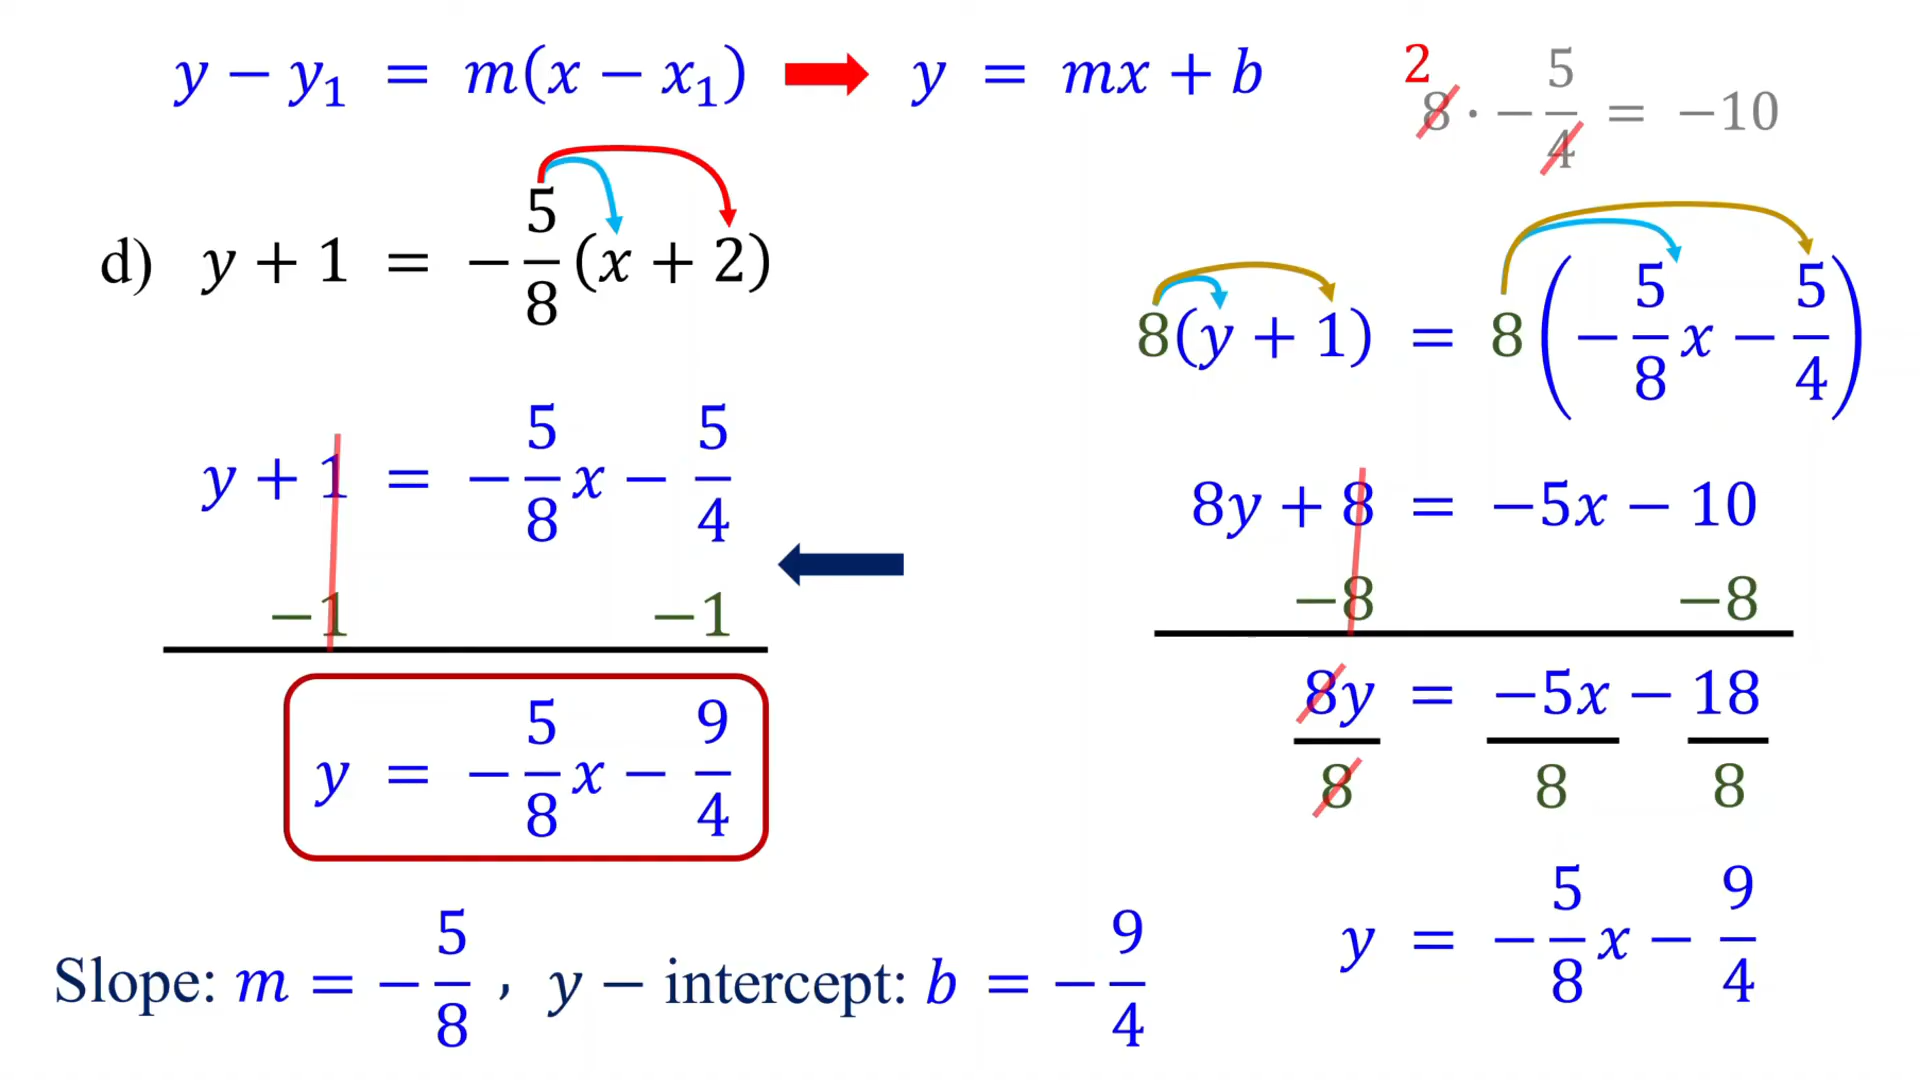 y − y₁ = m(x − x₁) ➡ y = mx + b
d) y + 1 = −5/8(x + 2)
y + 1 = −5/8x − 5/4
−1 −1
y = −5/8x − 9/4
Slope: m = −5/8 , y − intercept: b = −9/4
2
8 · −5/4 = −10
8(y + 1) = 8(−5/8x − 5/4)
8y + 8 = −5x − 10
−8 −8
8y = −5x − 18
8 8 8
y = −5/8x − 9/4